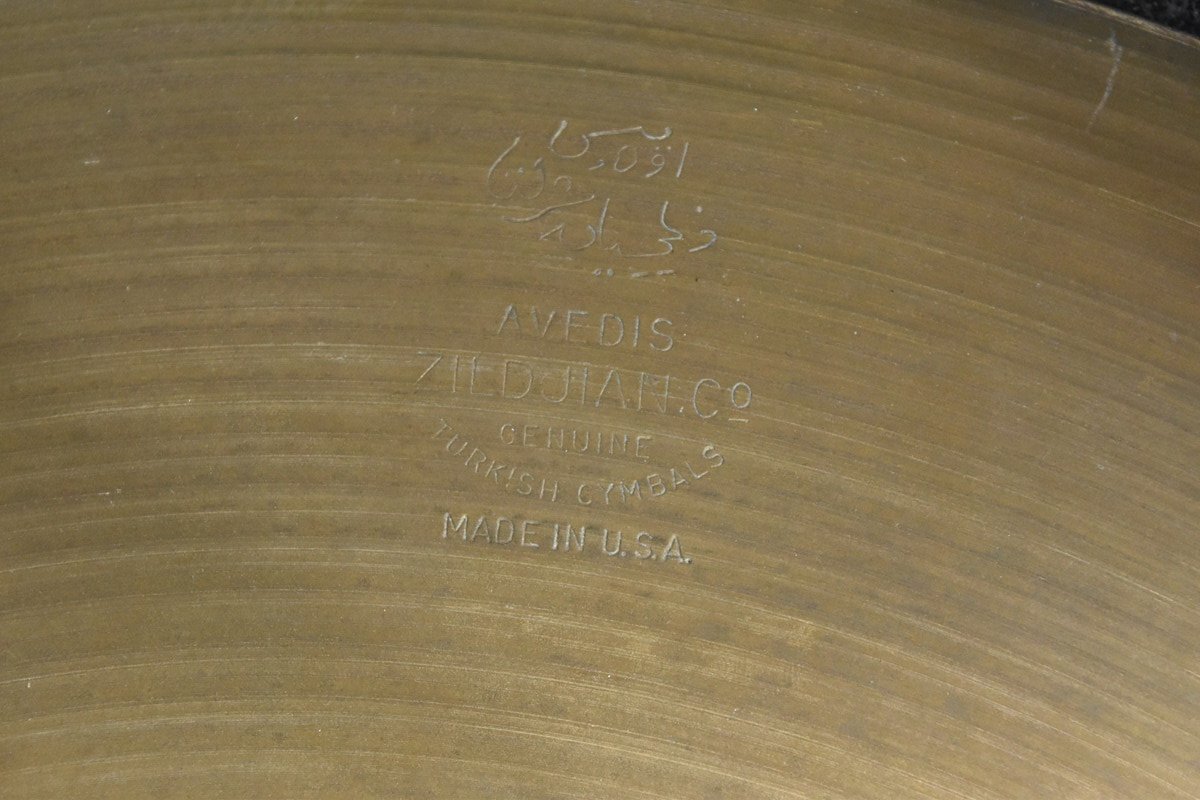 AVEDIS
ZILDJIAN.Cº
GENUINE
TURKISH CYMBALS
MADE IN U.S.A.